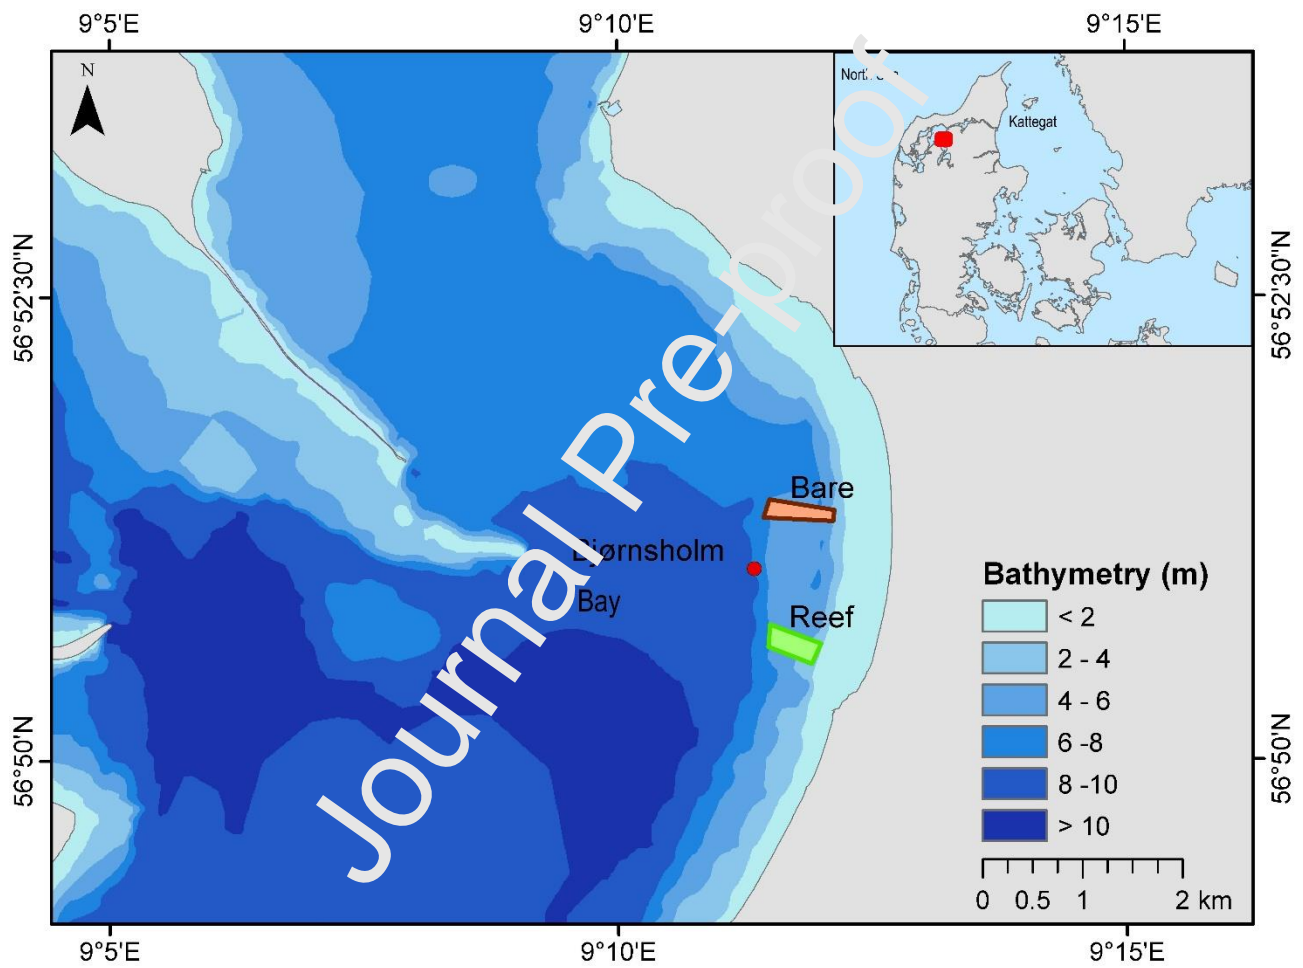 9°5'E 9°10'E 9°15'E
N
North Sea
Kattegat
56°52'30"N
56°52'30"N
Journal Pre-proof
Bare
Bjørnsholm
Bay
Reef
Bathymetry (m)
< 2
2 - 4
4 - 6
6 -8
8 -10
> 10
0 0.5 1 2 km
56°50'N
56°50'N
9°5'E 9°10'E 9°15'E